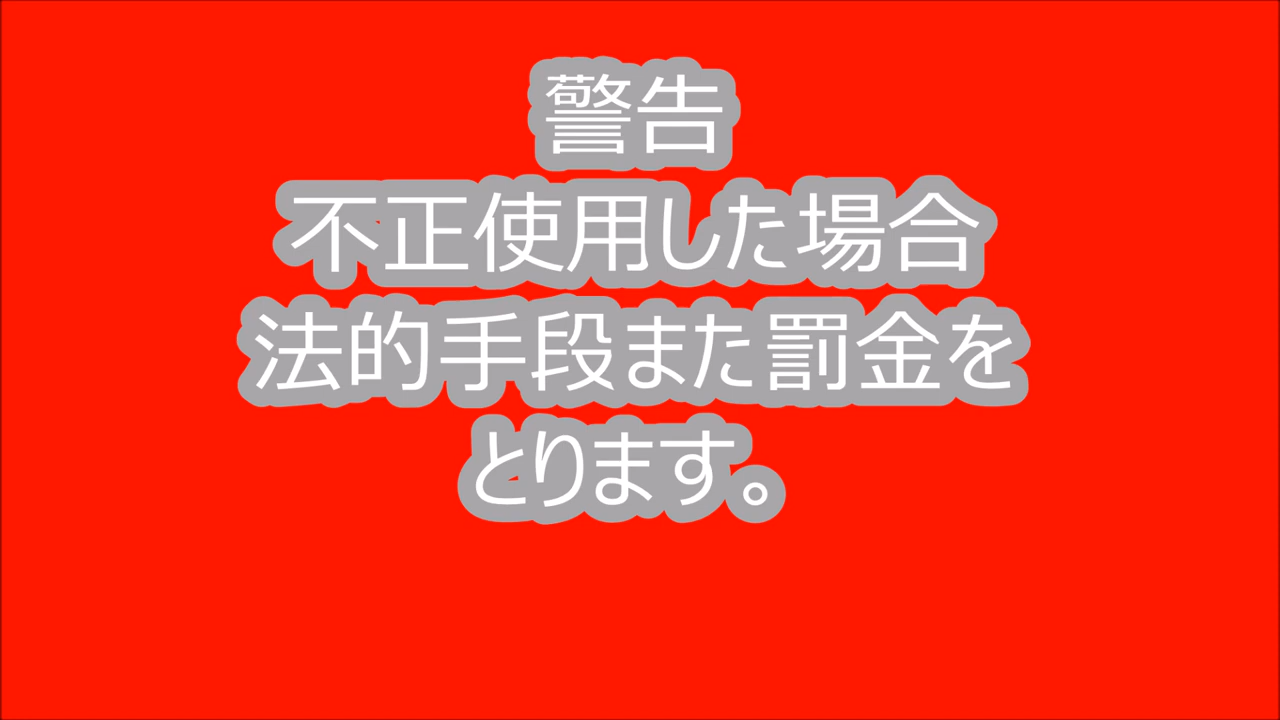 警告
不正使用した場合
法的手段また罰金を
とります。